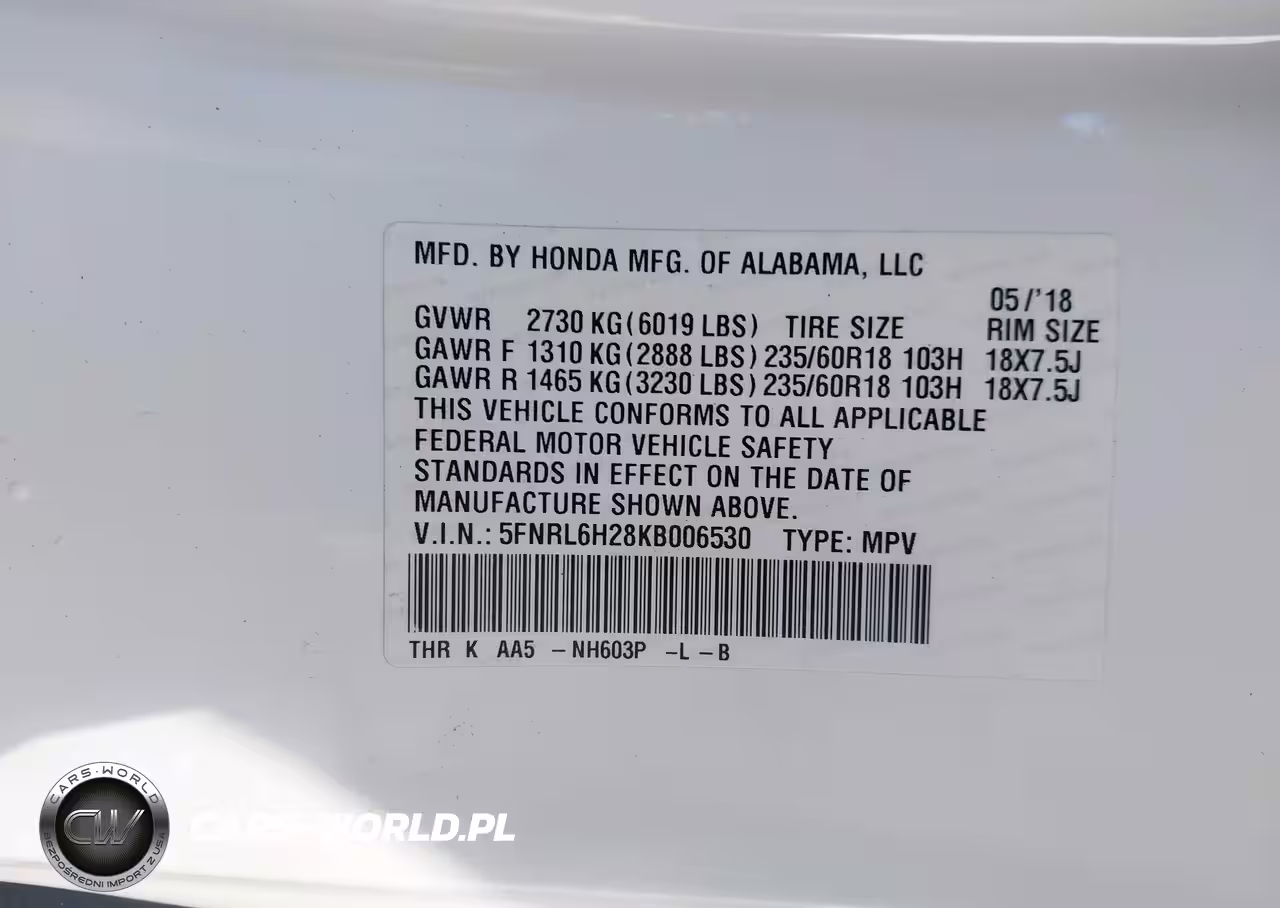 MFD. BY HONDA MFG. OF ALABAMA, LLC
05/'18
GVWR 2730 KG(6019 LBS) TIRE SIZE RIM SIZE
GAWR F 1310 KG(2888 LBS) 235/60R18 103H 18X7.5J
GAWR R 1465 KG(3230 LBS) 235/60R18 103H 18X7.5J
THIS VEHICLE CONFORMS TO ALL APPLICABLE
FEDERAL MOTOR VEHICLE SAFETY
STANDARDS IN EFFECT ON THE DATE OF
MANUFACTURE SHOWN ABOVE.
V.I.N.: 5FNRL6H28KB006530 TYPE: MPV
THR K AA5 -NH603P -L -B
CARS-WORLD
CW
BEZPOŚREDNI IMPORT Z USA
CARS-WORLD.PL